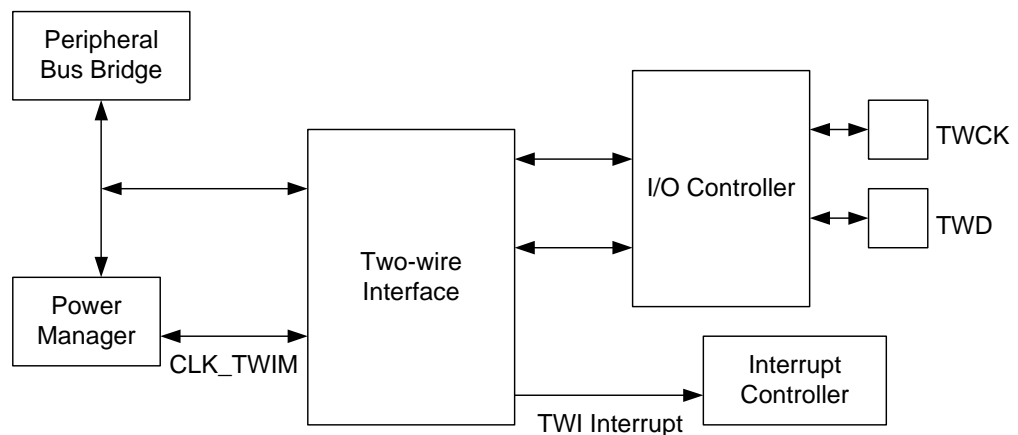 Peripheral
Bus Bridge
TWCK
I/O Controller
TWD
Two-wire
Interface
Power
Manager
CLK_TWIM
Interrupt
Controller
TWI Interrupt